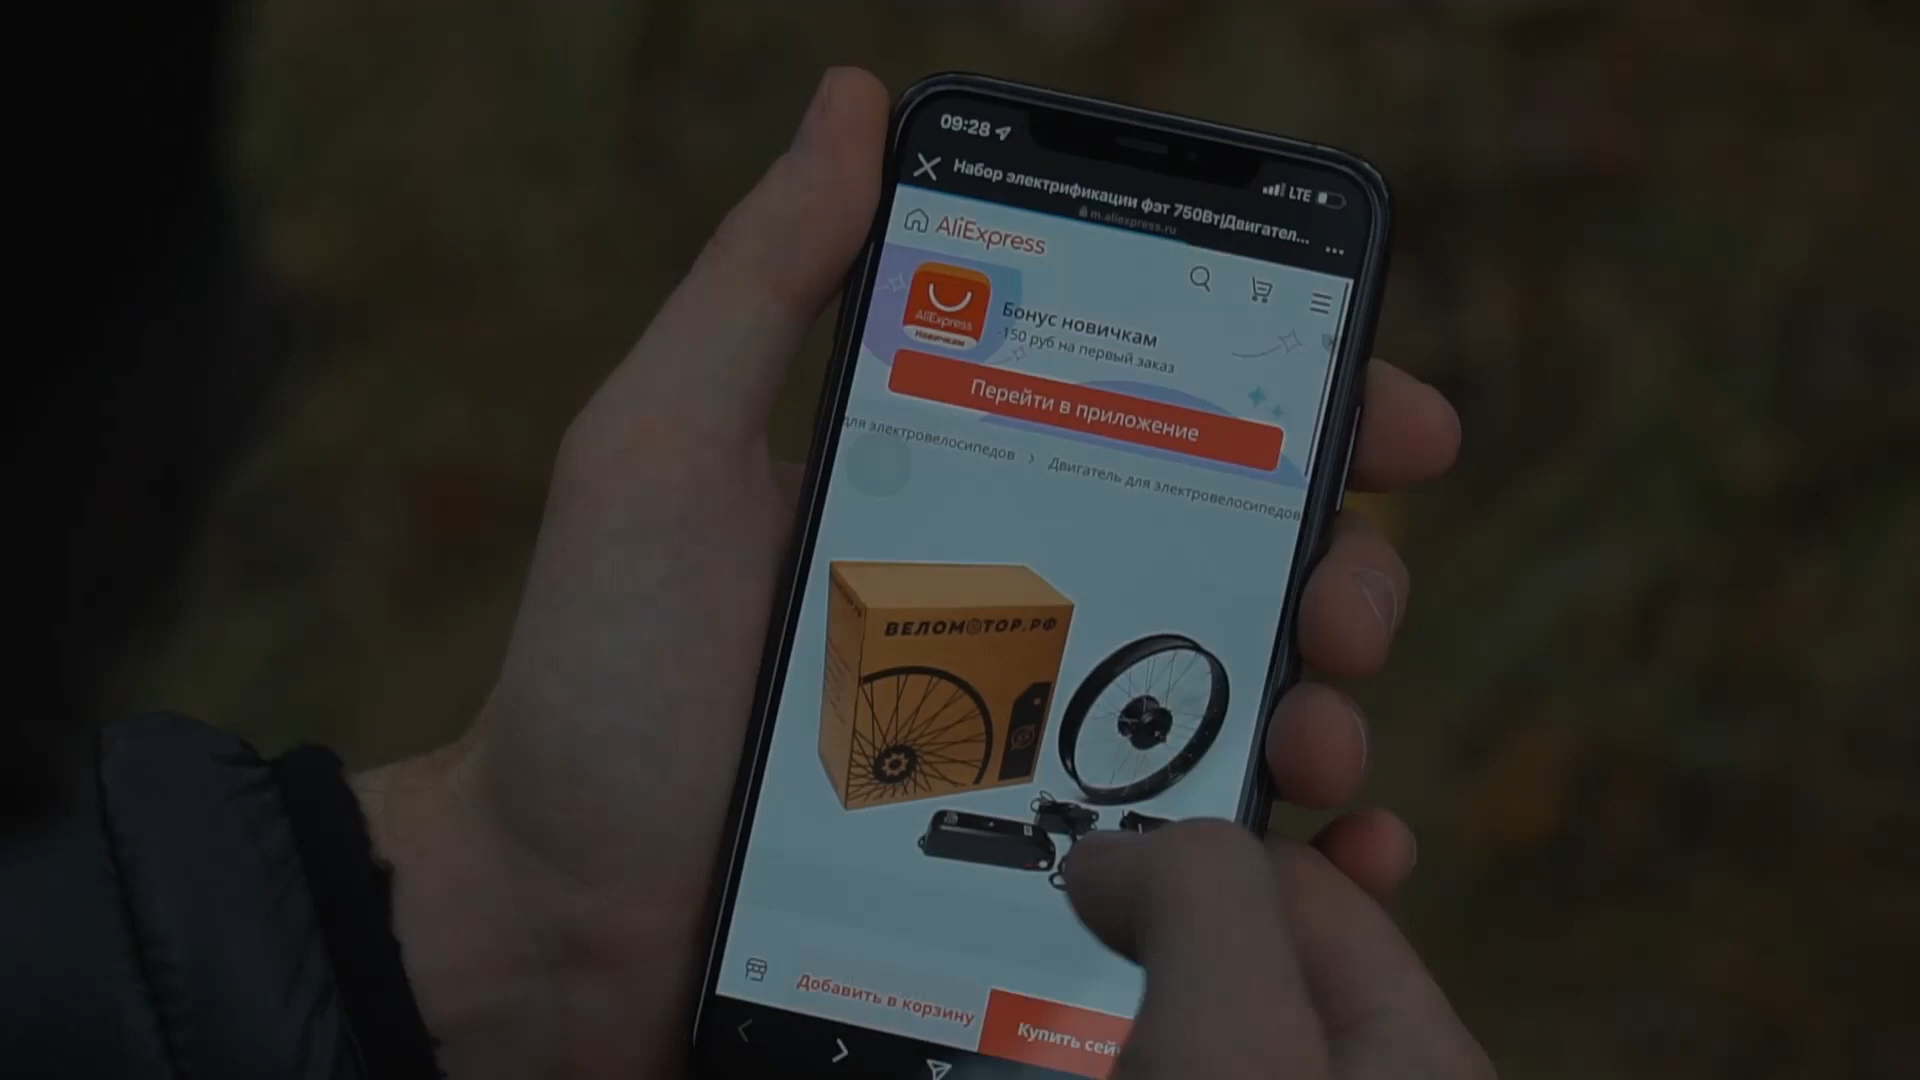 09:28
LTE
Набор электрификации фэт 750Вт|Двигател...
m.aliexpress.ru
AliExpress
AliExpress
Новичкам
Бонус новичкам
-150 руб на первый заказ
Перейти в приложение
для электровелосипедов > Двигатель для электровелосипедов
ВЕЛОМОТОР.РФ
Добавить в корзину
Купить сей